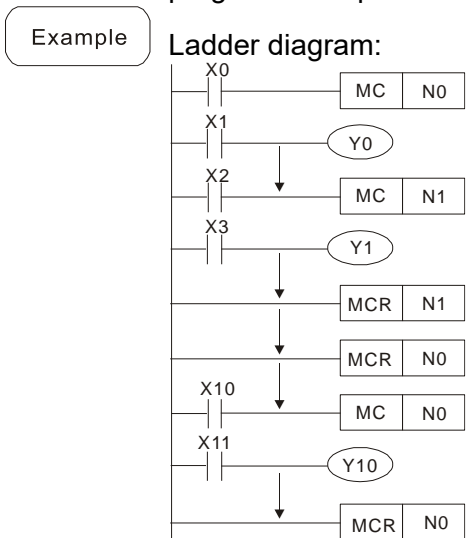 Example
Ladder diagram:
X0
MC N0
X1
Y0
X2
MC N1
X3
Y1
MCR N1
MCR N0
X10
MC N0
X11
Y10
MCR N0